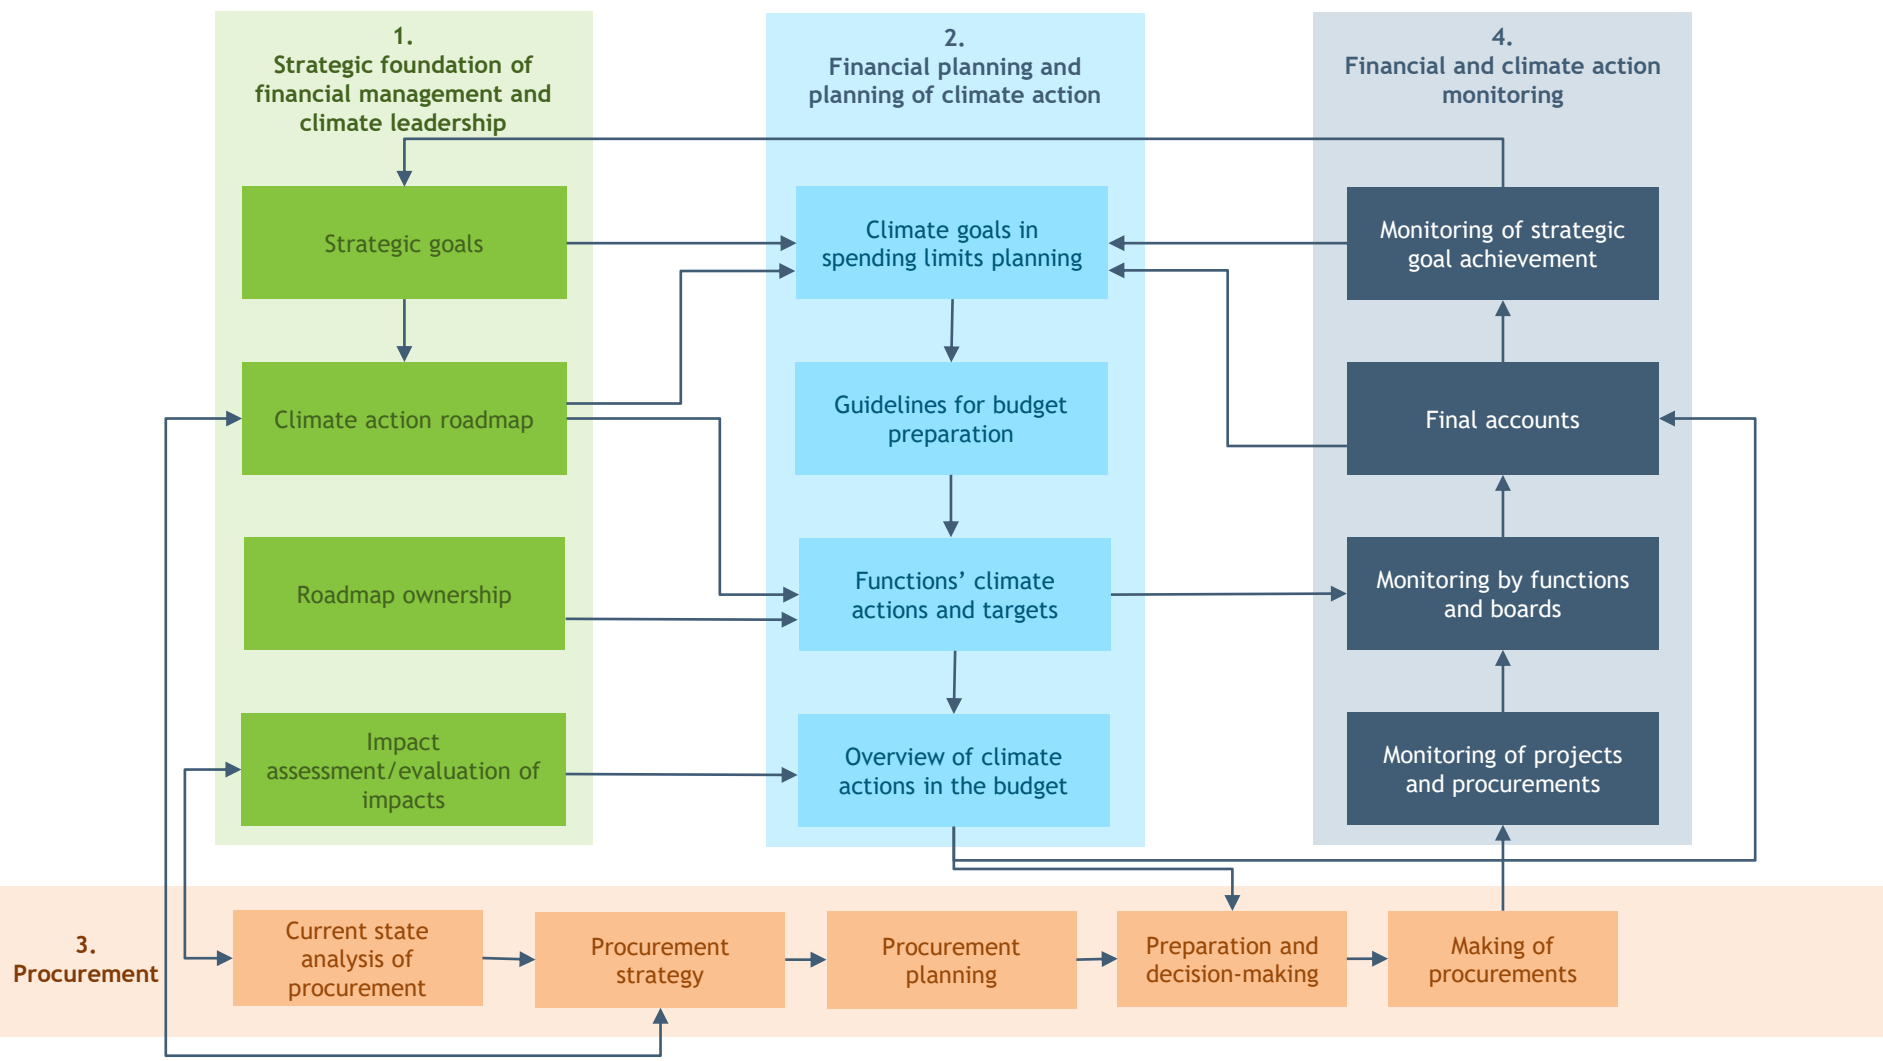 1.
Strategic foundation of
financial management and
climate leadership
Strategic goals
Climate action roadmap
Roadmap ownership
Impact
assessment/evaluation of
impacts
2.
Financial planning and
planning of climate action
Climate goals in
spending limits planning
Guidelines for budget
preparation
Functions’ climate
actions and targets
Overview of climate
actions in the budget
4.
Financial and climate action
monitoring
Monitoring of strategic
goal achievement
Final accounts
Monitoring by functions
and boards
Monitoring of projects
and procurements
3.
Procurement
Current state
analysis of
procurement
Procurement
strategy
Procurement
planning
Preparation and
decision-making
Making of
procurements